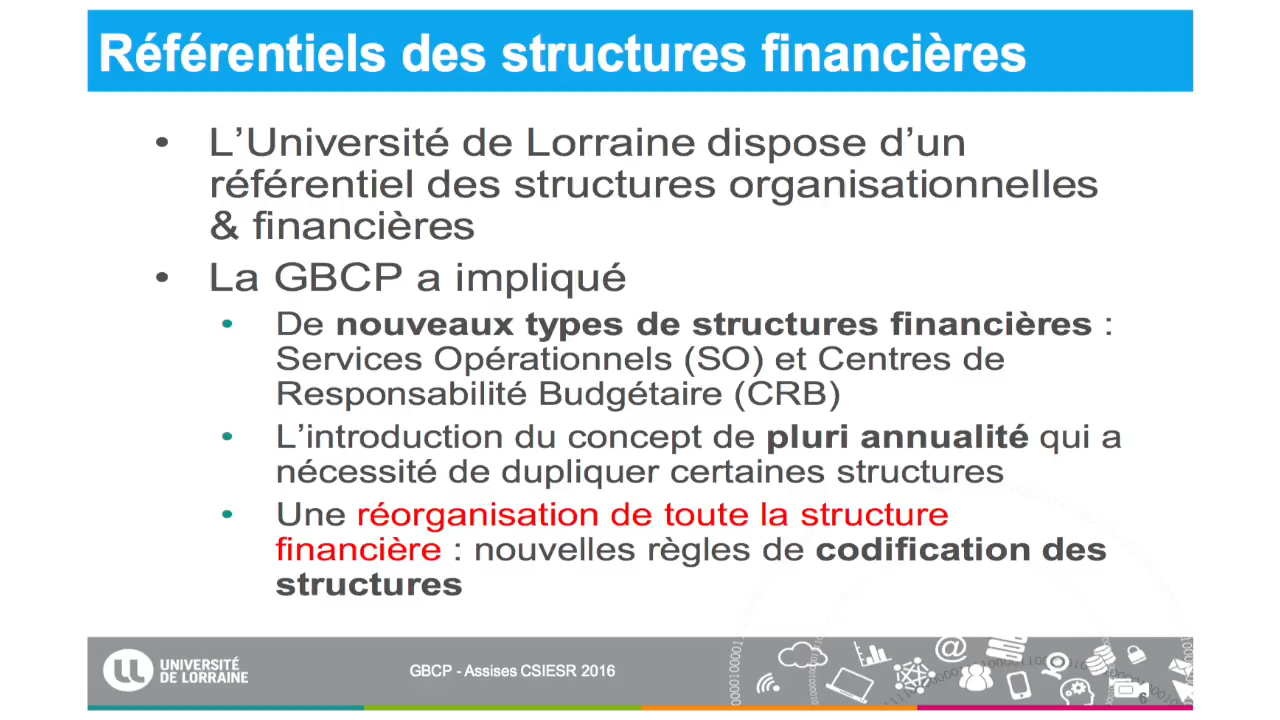 Référentiels des structures financières
• L’Université de Lorraine dispose d’un
référentiel des structures organisationnelles
& financières
• La GBCP a impliqué
• De nouveaux types de structures financières :
Services Opérationnels (SO) et Centres de
Responsabilité Budgétaire (CRB)
• L’introduction du concept de pluri annualité qui a
nécessité de dupliquer certaines structures
• Une réorganisation de toute la structure
financière : nouvelles règles de codification des
structures
UNIVERSITÉ
DE LORRAINE
GBCP - Assises CSIESR 2016
6